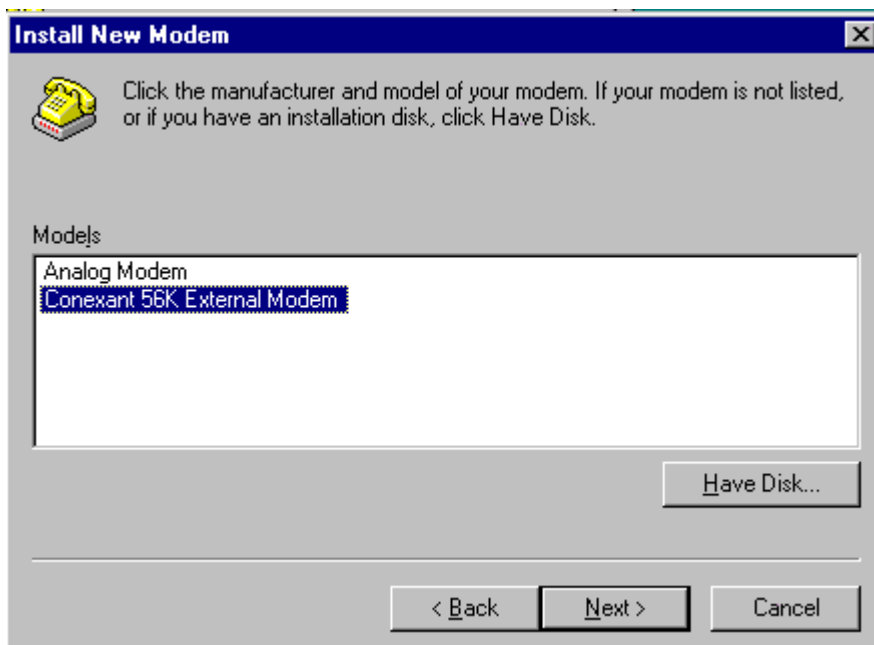 Install New Modem
Click the manufacturer and model of your modem. If your modem is not listed,
or if you have an installation disk, click Have Disk.
Models
Analog Modem
Conexant 56K External Modem
Have Disk...
< Back
Next >
Cancel